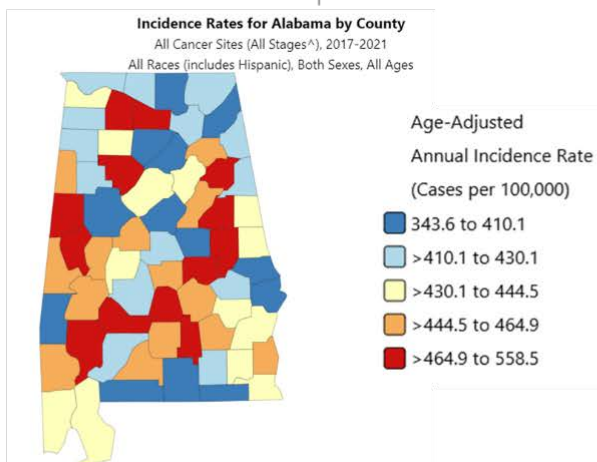 Incidence Rates for Alabama by County
All Cancer Sites (All Stages^), 2017-2021
All Races (includes Hispanic), Both Sexes, All Ages
Age-Adjusted
Annual Incidence Rate
(Cases per 100,000)
343.6 to 410.1
>410.1 to 430.1
>430.1 to 444.5
>444.5 to 464.9
>464.9 to 558.5